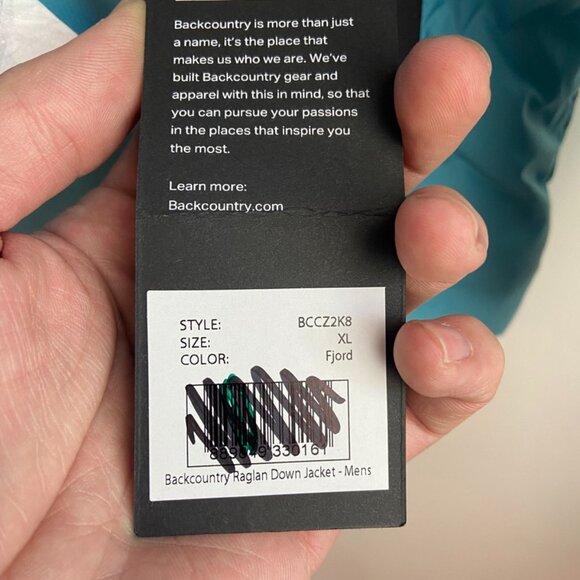 Backcountry is more than just
a name, it's the place that
makes us who we are. We've
built Backcountry gear and
apparel with this in mind, so that
you can pursue your passions
in the places that inspire you
the most.
Learn more:
Backcountry.com
STYLE: BCCZ2K8
SIZE: XL
COLOR: Fjord
Backcountry Raglan Down Jacket - Mens